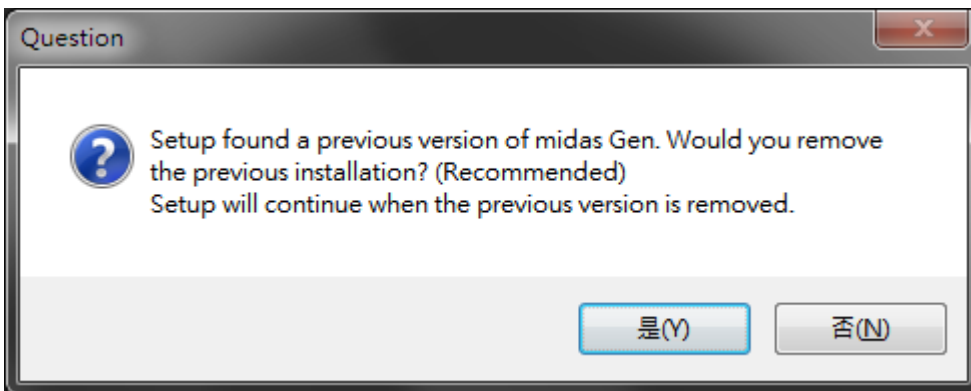 Question
Setup found a previous version of midas Gen. Would you remove
the previous installation? (Recommended)
Setup will continue when the previous version is removed.
是(Y)
否(N)